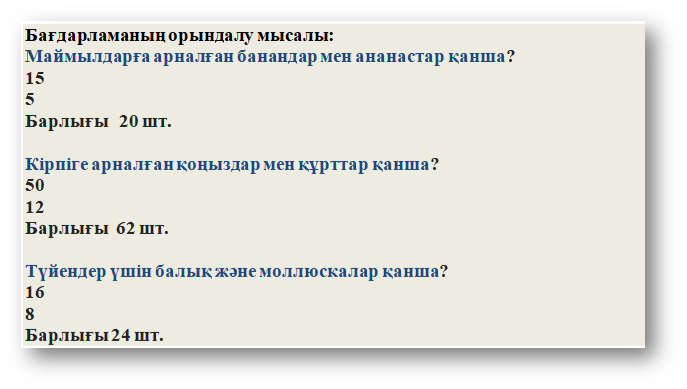 Бағдарламаның орындалу мысалы:
Маймылдарға арналған банандар мен ананастар қанша?
15
5
Барлығы 20 шт.
Кірпіге арналған қоңыздар мен құрттар қанша?
50
12
Барлығы 62 шт.
Түйендер үшін балық және моллюскалар қанша?
16
8
Барлығы 24 шт.